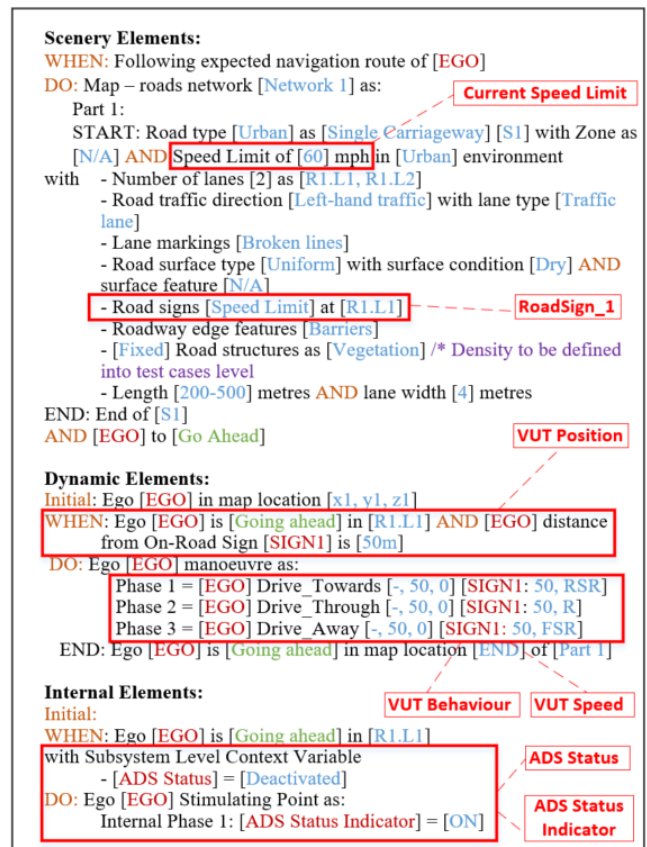 Scenery Elements:
WHEN: Following expected navigation route of [EGO]
DO: Map – roads network [Network 1] as:
Current Speed Limit
Part 1:
START: Road type [Urban] as [Single Carriageway] [S1] with Zone as
[N/A] AND Speed Limit of [60] mph in [Urban] environment
with - Number of lanes [2] as [R1.L1, R1.L2]
- Road traffic direction [Left-hand traffic] with lane type [Traffic
lane]
- Lane markings [Broken lines]
- Road surface type [Uniform] with surface condition [Dry] AND
surface feature [N/A]
- Road signs [Speed Limit] at [R1.L1]
RoadSign_1
- Roadway edge features [Barriers]
- [Fixed] Road structures as [Vegetation] /* Density to be defined
into test cases level
- Length [200-500] metres AND lane width [4] metres
END: End of [S1]
AND [EGO] to [Go Ahead]
VUT Position
Dynamic Elements:
Initial: Ego [EGO] in map location [x1, y1, z1]
WHEN: Ego [EGO] is [Going ahead] in [R1.L1] AND [EGO] distance
from On-Road Sign [SIGN1] is [50m]
DO: Ego [EGO] manoeuvre as:
Phase 1 = [EGO] Drive_Towards [-, 50, 0] [SIGN1: 50, RSR]
Phase 2 = [EGO] Drive_Through [-, 50, 0] [SIGN1: 50, R]
Phase 3 = [EGO] Drive_Away [-, 50, 0] [SIGN1: 50, FSR]
END: Ego [EGO] is [Going ahead] in map location [END] of [Part 1]
Internal Elements:
VUT Behaviour
VUT Speed
Initial:
WHEN: Ego [EGO] is [Going ahead] in [R1.L1]
with Subsystem Level Context Variable
ADS Status
- [ADS Status] = [Deactivated]
DO: Ego [EGO] Stimulating Point as:
Internal Phase 1: [ADS Status Indicator] = [ON]
ADS Status
Indicator